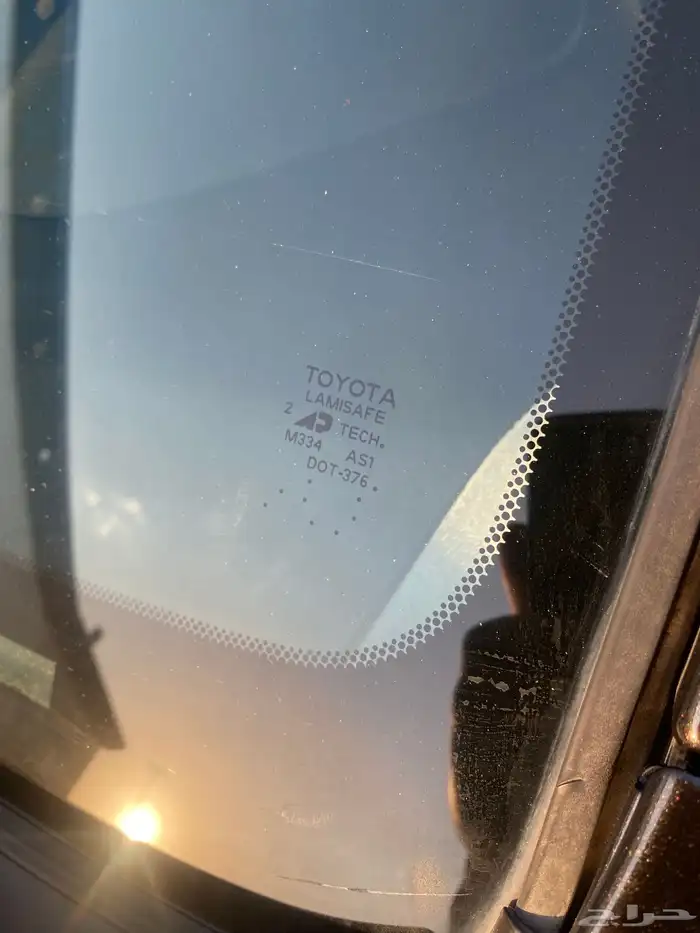 TOYOTA
LAMISAFE
2 AP TECH.
M334 AS1
DOT-376
حراج